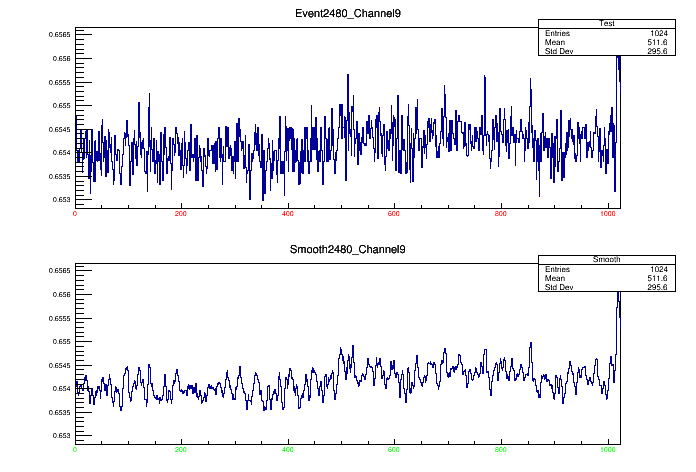 Event2480_Channel9
Test
Entries 1024
Mean 511.6
Std Dev 295.6
0.6565
0.656
0.6555
0.655
0.6545
0.654
0.6535
0.653
0 200 400 600 800 1000
Smooth2480_Channel9
Smooth
Entries 1024
Mean 511.6
Std Dev 295.6
0.6565
0.656
0.6555
0.655
0.6545
0.654
0.6535
0.653
0 200 400 600 800 1000